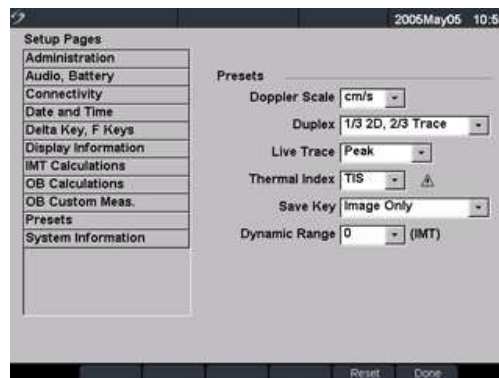 2005May05 10:5
Setup Pages
Administration
Audio, Battery
Connectivity
Date and Time
Delta Key, F Keys
Display Information
IMT Calculations
OB Calculations
OB Custom Meas.
Presets
System Information
Presets
Doppler Scale cm/s
Duplex 1/3 2D, 2/3 Trace
Live Trace Peak
Thermal Index TIS
Save Key Image Only
Dynamic Range 0 (IMT)
Reset Done